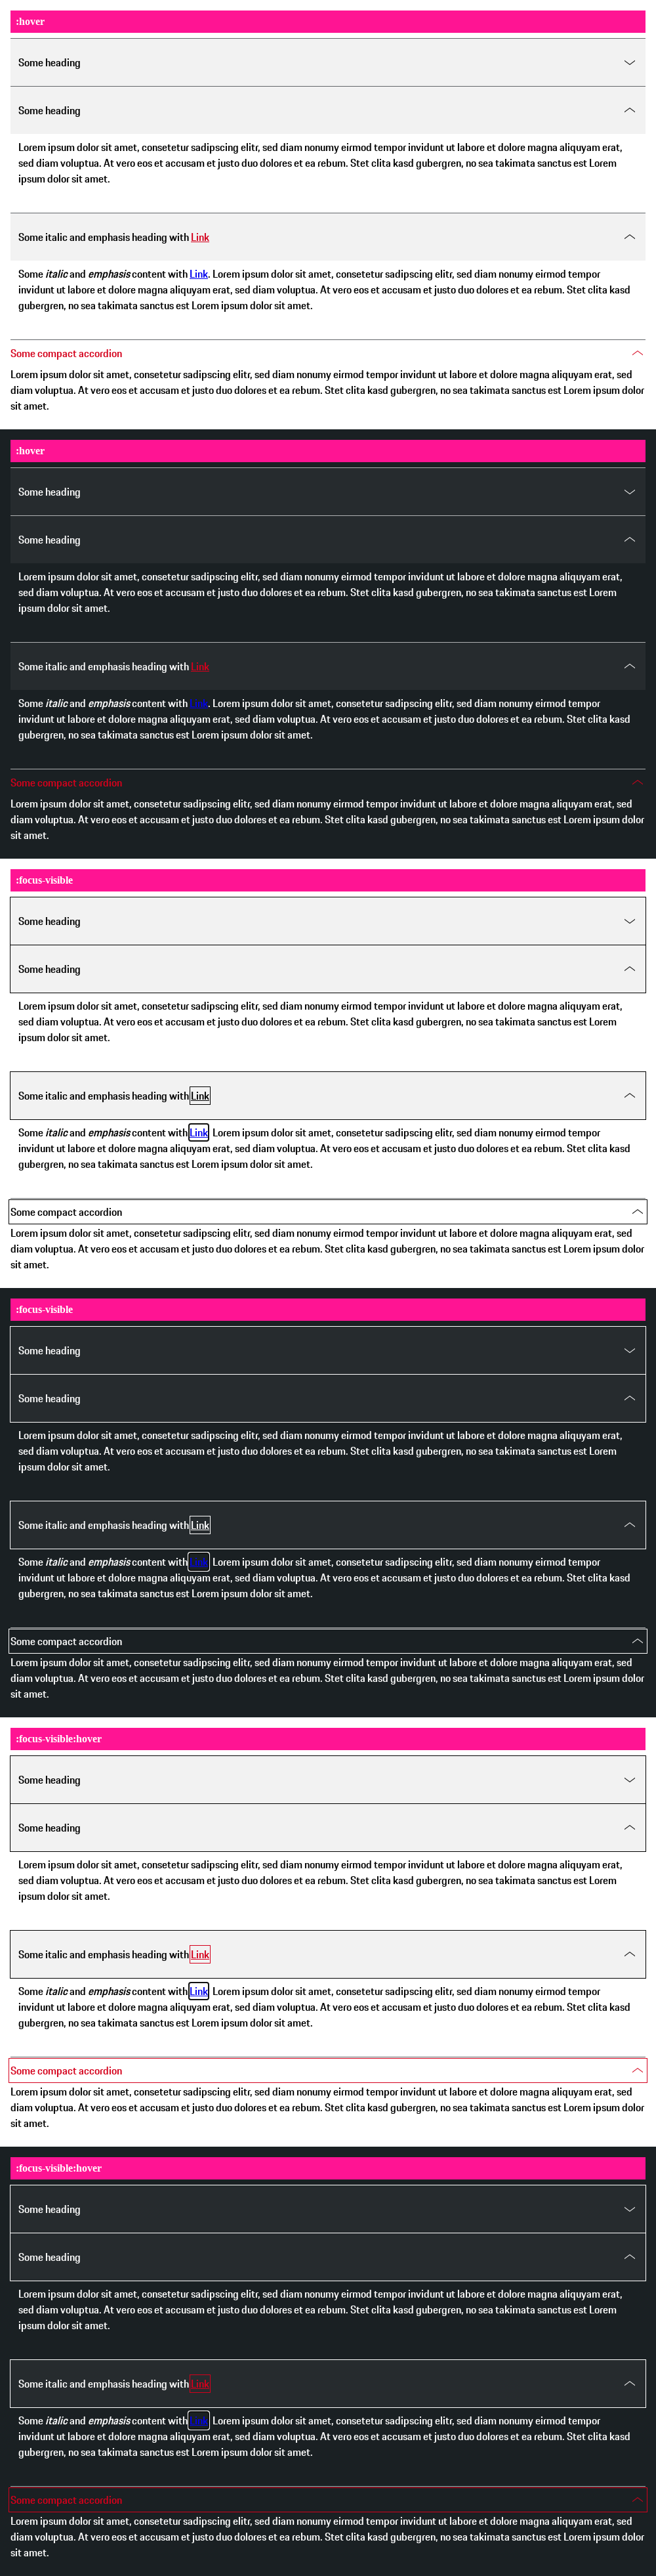 :hover
Some heading
Some heading
Lorem ipsum dolor sit amet, consetetur sadipscing elitr, sed diam nonumy eirmod tempor invidunt ut labore et dolore magna aliquyam erat,
sed diam voluptua. At vero eos et accusam et justo duo dolores et ea rebum. Stet clita kasd gubergren, no sea takimata sanctus est Lorem
ipsum dolor sit amet.
Some italic and emphasis heading with Link
Some italic and emphasis content with Link. Lorem ipsum dolor sit amet, consetetur sadipscing elitr, sed diam nonumy eirmod tempor
invidunt ut labore et dolore magna aliquyam erat, sed diam voluptua. At vero eos et accusam et justo duo dolores et ea rebum. Stet clita kasd
gubergren, no sea takimata sanctus est Lorem ipsum dolor sit amet.
Some compact accordion
Lorem ipsum dolor sit amet, consetetur sadipscing elitr, sed diam nonumy eirmod tempor invidunt ut labore et dolore magna aliquyam erat, sed
diam voluptua. At vero eos et accusam et justo duo dolores et ea rebum. Stet clita kasd gubergren, no sea takimata sanctus est Lorem ipsum dolor
sit amet.
:hover
Some heading
Some heading
Lorem ipsum dolor sit amet, consetetur sadipscing elitr, sed diam nonumy eirmod tempor invidunt ut labore et dolore magna aliquyam erat,
sed diam voluptua. At vero eos et accusam et justo duo dolores et ea rebum. Stet clita kasd gubergren, no sea takimata sanctus est Lorem
ipsum dolor sit amet.
Some italic and emphasis heading with Link
Some italic and emphasis content with Link. Lorem ipsum dolor sit amet, consetetur sadipscing elitr, sed diam nonumy eirmod tempor
invidunt ut labore et dolore magna aliquyam erat, sed diam voluptua. At vero eos et accusam et justo duo dolores et ea rebum. Stet clita kasd
gubergren, no sea takimata sanctus est Lorem ipsum dolor sit amet.
Some compact accordion
Lorem ipsum dolor sit amet, consetetur sadipscing elitr, sed diam nonumy eirmod tempor invidunt ut labore et dolore magna aliquyam erat, sed
diam voluptua. At vero eos et accusam et justo duo dolores et ea rebum. Stet clita kasd gubergren, no sea takimata sanctus est Lorem ipsum dolor
sit amet.
:focus-visible
Some heading
Some heading
Lorem ipsum dolor sit amet, consetetur sadipscing elitr, sed diam nonumy eirmod tempor invidunt ut labore et dolore magna aliquyam erat,
sed diam voluptua. At vero eos et accusam et justo duo dolores et ea rebum. Stet clita kasd gubergren, no sea takimata sanctus est Lorem
ipsum dolor sit amet.
Some italic and emphasis heading with Link
Some italic and emphasis content with Link Lorem ipsum dolor sit amet, consetetur sadipscing elitr, sed diam nonumy eirmod tempor
invidunt ut labore et dolore magna aliquyam erat, sed diam voluptua. At vero eos et accusam et justo duo dolores et ea rebum. Stet clita kasd
gubergren, no sea takimata sanctus est Lorem ipsum dolor sit amet.
Some compact accordion
Lorem ipsum dolor sit amet, consetetur sadipscing elitr, sed diam nonumy eirmod tempor invidunt ut labore et dolore magna aliquyam erat, sed
diam voluptua. At vero eos et accusam et justo duo dolores et ea rebum. Stet clita kasd gubergren, no sea takimata sanctus est Lorem ipsum dolor
sit amet.
:focus-visible
Some heading
Some heading
Lorem ipsum dolor sit amet, consetetur sadipscing elitr, sed diam nonumy eirmod tempor invidunt ut labore et dolore magna aliquyam erat,
sed diam voluptua. At vero eos et accusam et justo duo dolores et ea rebum. Stet clita kasd gubergren, no sea takimata sanctus est Lorem
ipsum dolor sit amet.
Some italic and emphasis heading with Link
Some italic and emphasis content with Link Lorem ipsum dolor sit amet, consetetur sadipscing elitr, sed diam nonumy eirmod tempor
invidunt ut labore et dolore magna aliquyam erat, sed diam voluptua. At vero eos et accusam et justo duo dolores et ea rebum. Stet clita kasd
gubergren, no sea takimata sanctus est Lorem ipsum dolor sit amet.
Some compact accordion
Lorem ipsum dolor sit amet, consetetur sadipscing elitr, sed diam nonumy eirmod tempor invidunt ut labore et dolore magna aliquyam erat, sed
diam voluptua. At vero eos et accusam et justo duo dolores et ea rebum. Stet clita kasd gubergren, no sea takimata sanctus est Lorem ipsum dolor
sit amet.
:focus-visible:hover
Some heading
Some heading
Lorem ipsum dolor sit amet, consetetur sadipscing elitr, sed diam nonumy eirmod tempor invidunt ut labore et dolore magna aliquyam erat,
sed diam voluptua. At vero eos et accusam et justo duo dolores et ea rebum. Stet clita kasd gubergren, no sea takimata sanctus est Lorem
ipsum dolor sit amet.
Some italic and emphasis heading with Link
Some italic and emphasis content with Link Lorem ipsum dolor sit amet, consetetur sadipscing elitr, sed diam nonumy eirmod tempor
invidunt ut labore et dolore magna aliquyam erat, sed diam voluptua. At vero eos et accusam et justo duo dolores et ea rebum. Stet clita kasd
gubergren, no sea takimata sanctus est Lorem ipsum dolor sit amet.
Some compact accordion
Lorem ipsum dolor sit amet, consetetur sadipscing elitr, sed diam nonumy eirmod tempor invidunt ut labore et dolore magna aliquyam erat, sed
diam voluptua. At vero eos et accusam et justo duo dolores et ea rebum. Stet clita kasd gubergren, no sea takimata sanctus est Lorem ipsum dolor
sit amet.
:focus-visible:hover
Some heading
Some heading
Lorem ipsum dolor sit amet, consetetur sadipscing elitr, sed diam nonumy eirmod tempor invidunt ut labore et dolore magna aliquyam erat,
sed diam voluptua. At vero eos et accusam et justo duo dolores et ea rebum. Stet clita kasd gubergren, no sea takimata sanctus est Lorem
ipsum dolor sit amet.
Some italic and emphasis heading with Link
Some italic and emphasis content with Link Lorem ipsum dolor sit amet, consetetur sadipscing elitr, sed diam nonumy eirmod tempor
invidunt ut labore et dolore magna aliquyam erat, sed diam voluptua. At vero eos et accusam et justo duo dolores et ea rebum. Stet clita kasd
gubergren, no sea takimata sanctus est Lorem ipsum dolor sit amet.
Some compact accordion
Lorem ipsum dolor sit amet, consetetur sadipscing elitr, sed diam nonumy eirmod tempor invidunt ut labore et dolore magna aliquyam erat, sed
diam voluptua. At vero eos et accusam et justo duo dolores et ea rebum. Stet clita kasd gubergren, no sea takimata sanctus est Lorem ipsum dolor
sit amet.